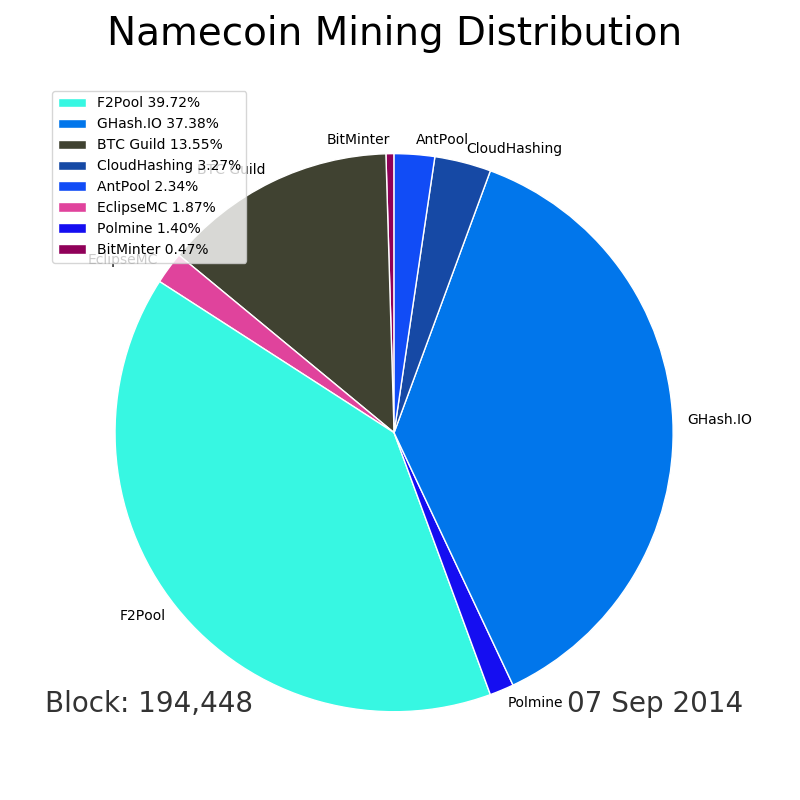 Namecoin Mining Distribution
F2Pool 39.72%
GHash.IO 37.38%
BTC Guild 13.55%
CloudHashing 3.27%
AntPool 2.34%
EclipseMC 1.87%
Polmine 1.40%
BitMinter 0.47%
BitMinter
AntPool
CloudHashing
BTC Guild
EclipseMC
GHash.IO
F2Pool
Polmine
Block: 194,448
07 Sep 2014